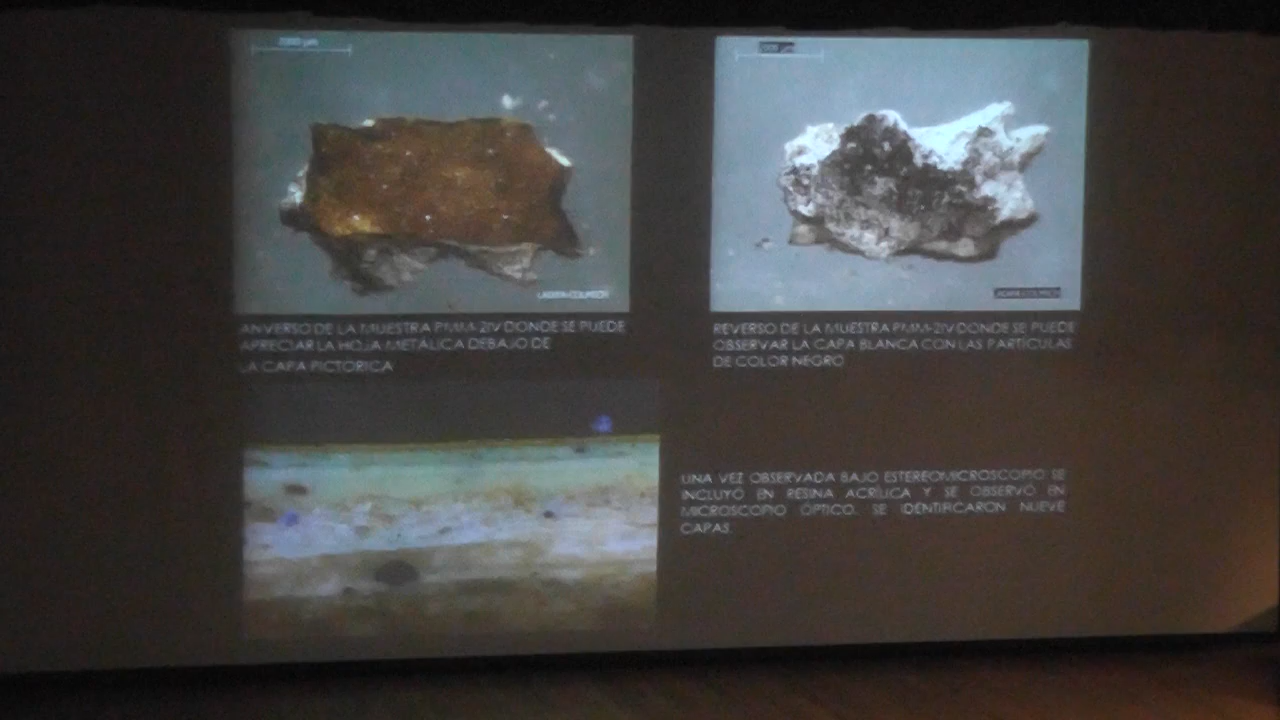 ANVERSO DE LA MUESTRA PMM-21V DONDE SE PUEDE
APRECIAR LA HOJA METÁLICA DEBAJO DE
LA CAPA PICTÓRICA
REVERSO DE LA MUESTRA PMM-21V DONDE SE PUEDE
OBSERVAR LA CAPA BLANCA CON LAS PARTÍCULAS
DE COLOR NEGRO
UNA VEZ OBSERVADA BAJO ESTEREOMICROSCOPIO SE
INCLUYÓ EN RESINA ACRÍLICA Y SE OBSERVÓ EN
MICROSCOPIO ÓPTICO. SE IDENTIFICARON NUEVE
CAPAS.